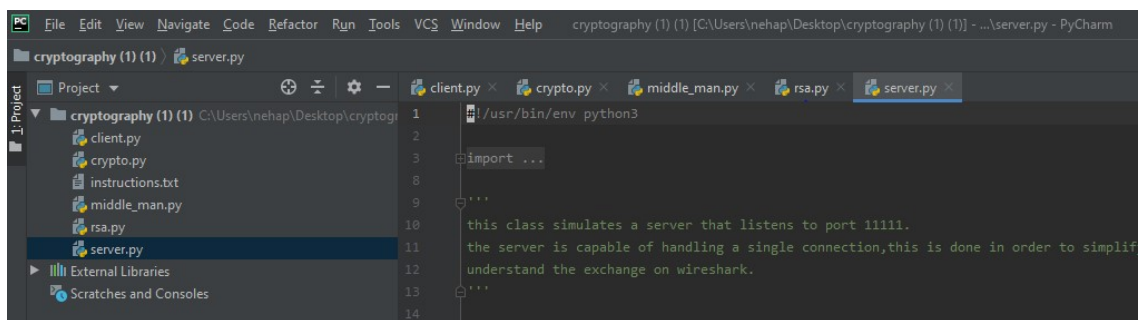 PC File Edit View Navigate Code Refactor Run Tools VCS Window Help cryptography (1) (1) [C:\Users\nehap\Desktop\cryptography (1) (1)] - ...\server.py - PyCharm
cryptography (1) (1) server.py
1: Project
Project
client.py crypto.py middle_man.py rsa.py server.py
cryptography (1) (1) C:\Users\nehap\Desktop\cryptogr
client.py
crypto.py
instructions.txt
middle_man.py
rsa.py
server.py
External Libraries
Scratches and Consoles
1 #!/usr/bin/env python3
2
3 import ...
8
9 '''
10 this class simulates a server that listens to port 11111.
11 the server is capable of handling a single connection,this is done in order to simplif
12 understand the exchange on wireshark.
13 '''
14